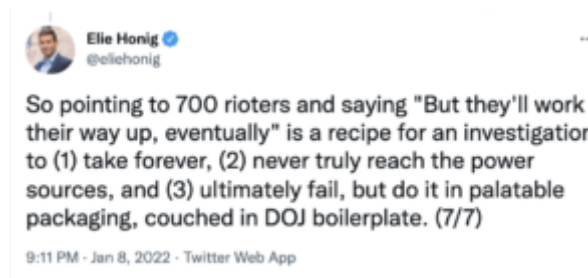 Elie Honig
@eliehonig
So pointing to 700 rioters and saying "But they'll work
their way up, eventually" is a recipe for an investigation
to (1) take forever, (2) never truly reach the power
sources, and (3) ultimately fail, but do it in palatable
packaging, couched in DOJ boilerplate. (7/7)
9:11 PM · Jan 8, 2022 · Twitter Web App